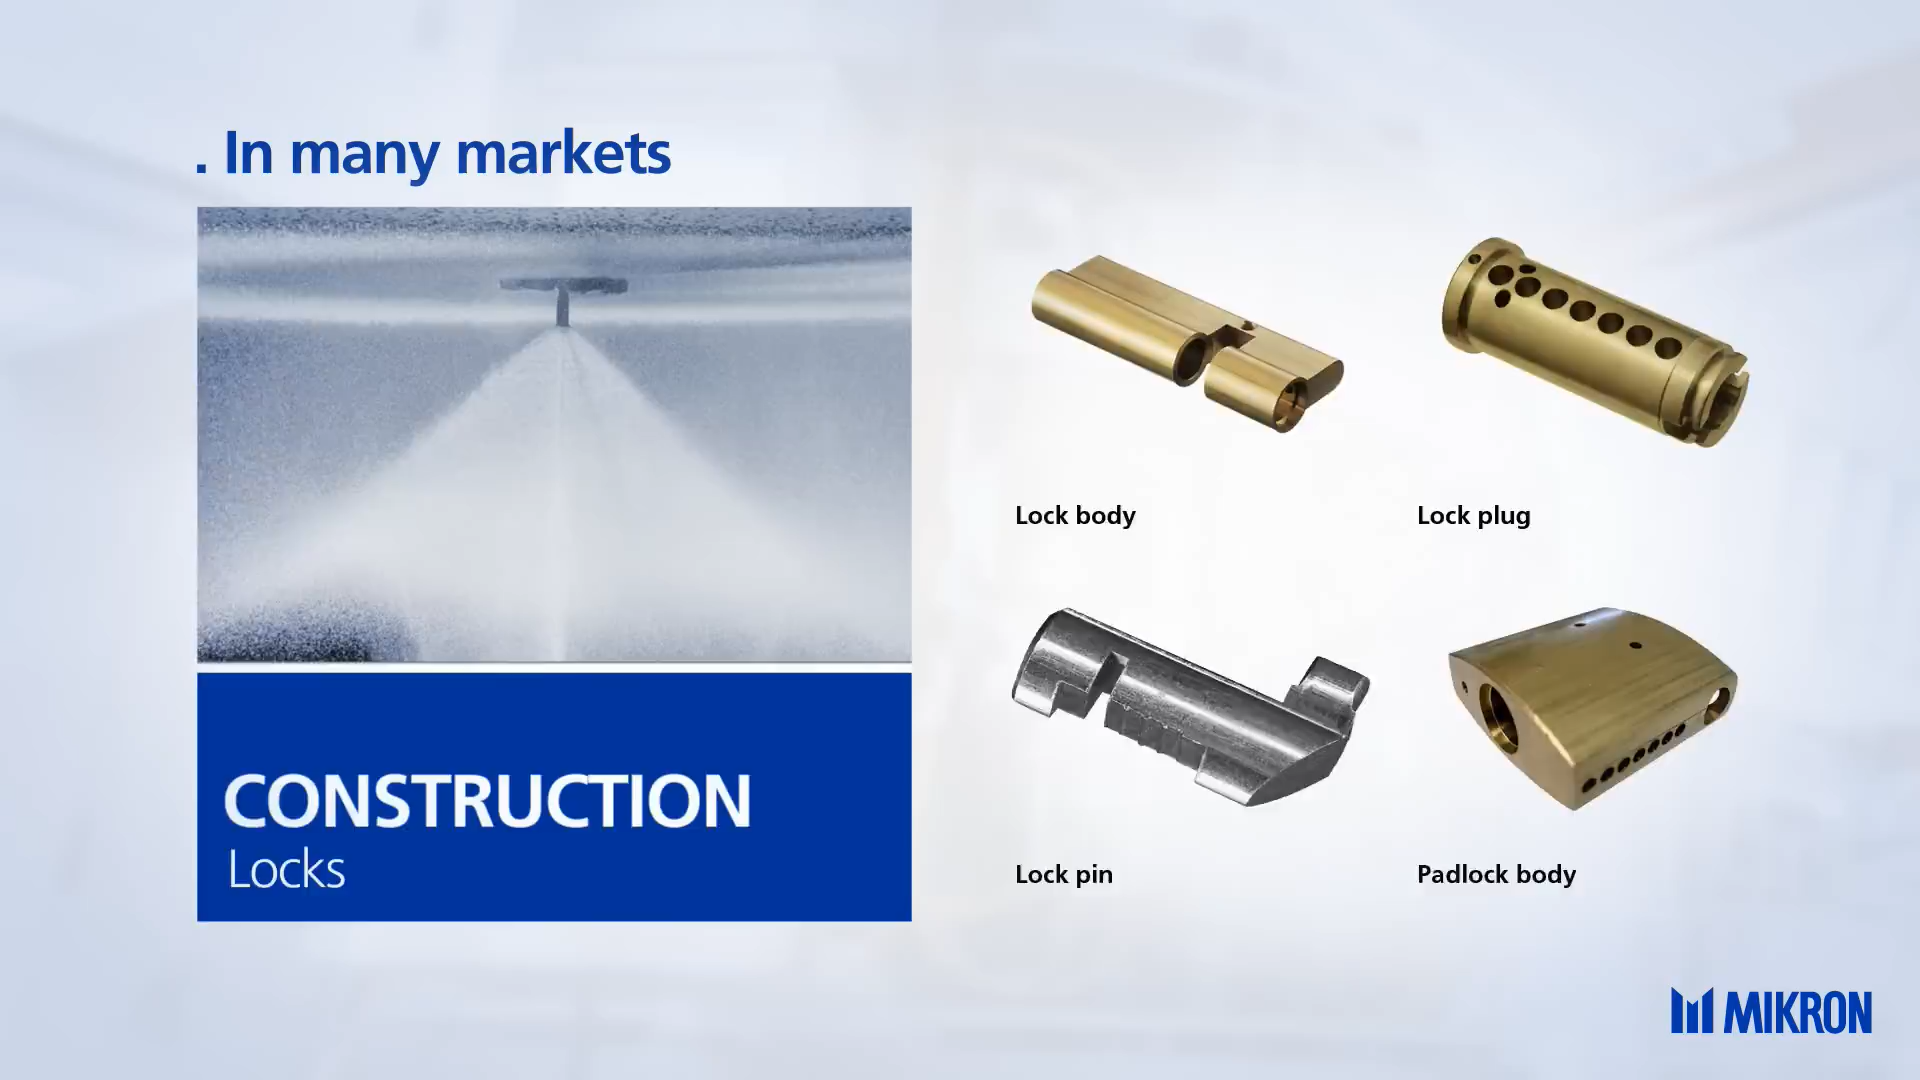 . In many markets
CONSTRUCTION
Locks
Lock body
Lock plug
Lock pin
Padlock body
MIKRON